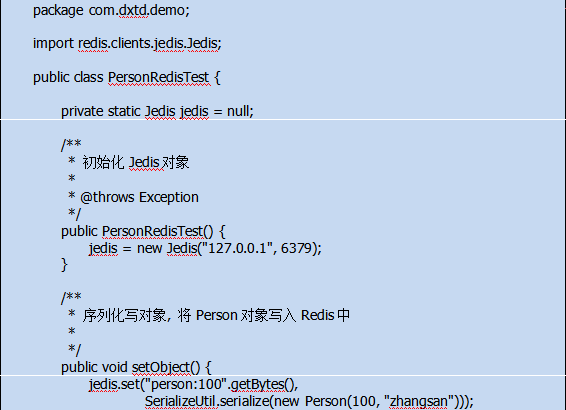 package com.dxtd.demo;
import redis.clients.jedis.Jedis;
public class PersonRedisTest {
private static Jedis jedis = null;
/**
* 初始化 Jedis 对象
*
* @throws Exception
*/
public PersonRedisTest() {
jedis = new Jedis("127.0.0.1", 6379);
}
/**
* 序列化写对象, 将 Person 对象写入 Redis 中
*
*/
public void setObject() {
jedis.set("person:100".getBytes(),
SerializeUtil.serialize(new Person(100, "zhangsan")));